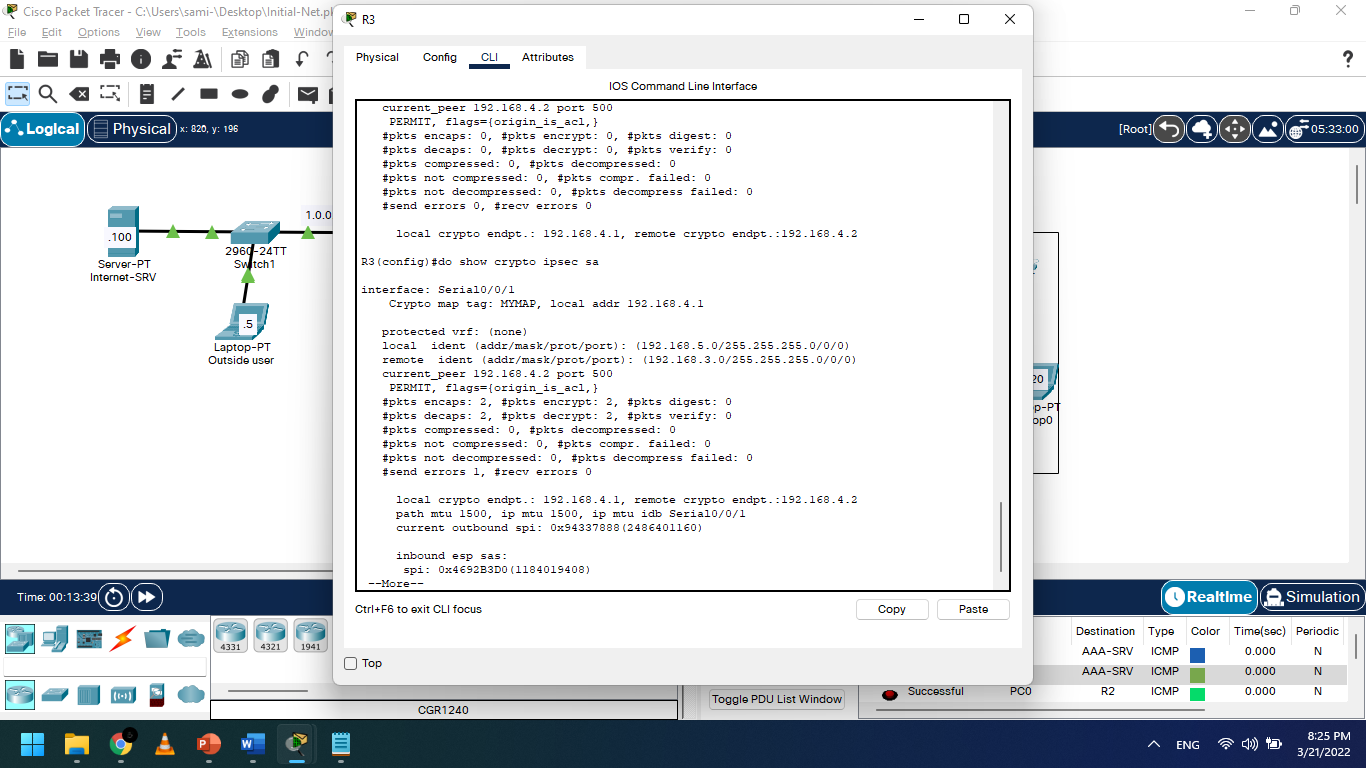 Cisco Packet Tracer - C:\Users\sami-\Desktop\Initial-Net.pk
File Edit Options View Tools Extensions Window
Logical Physical x: 820, y: 196
[Root] 05:33:00
.100
Server-PT
Internet-SRV
2960-24TT
Switch1
1.0.0
.5
Laptop-PT
Outside user
R3
Physical Config CLI Attributes
IOS Command Line Interface
current_peer 192.168.4.2 port 500
PERMIT, flags={origin_is_acl,}
#pkts encaps: 0, #pkts encrypt: 0, #pkts digest: 0
#pkts decaps: 0, #pkts decrypt: 0, #pkts verify: 0
#pkts compressed: 0, #pkts decompressed: 0
#pkts not compressed: 0, #pkts compr. failed: 0
#pkts not decompressed: 0, #pkts decompress failed: 0
#send errors 0, #recv errors 0
local crypto endpt.: 192.168.4.1, remote crypto endpt.:192.168.4.2
R3(config)#do show crypto ipsec sa
interface: Serial0/0/1
Crypto map tag: MYMAP, local addr 192.168.4.1
protected vrf: (none)
local ident (addr/mask/prot/port): (192.168.5.0/255.255.255.0/0/0)
remote ident (addr/mask/prot/port): (192.168.3.0/255.255.255.0/0/0)
current_peer 192.168.4.2 port 500
PERMIT, flags={origin_is_acl,}
#pkts encaps: 2, #pkts encrypt: 2, #pkts digest: 0
#pkts decaps: 2, #pkts decrypt: 2, #pkts verify: 0
#pkts compressed: 0, #pkts decompressed: 0
#pkts not compressed: 0, #pkts compr. failed: 0
#pkts not decompressed: 0, #pkts decompress failed: 0
#send errors 1, #recv errors 0
local crypto endpt.: 192.168.4.1, remote crypto endpt.:192.168.4.2
path mtu 1500, ip mtu 1500, ip mtu idb Serial0/0/1
current outbound spi: 0x94337888(2486401160)
inbound esp sas:
spi: 0x4692B3D0(1184019408)
--More--
Ctrl+F6 to exit CLI focus
Copy Paste
Top
20
p-PT
op0
Time: 00:13:39
Realtime Simulation
4331 4321 1941
CGR1240
Toggle PDU List Window
Destination Type Color Time(sec) Periodic
AAA-SRV ICMP 0.000 N
AAA-SRV ICMP 0.000 N
Successful PC0 R2 ICMP 0.000 N
ENG
8:25 PM
3/21/2022